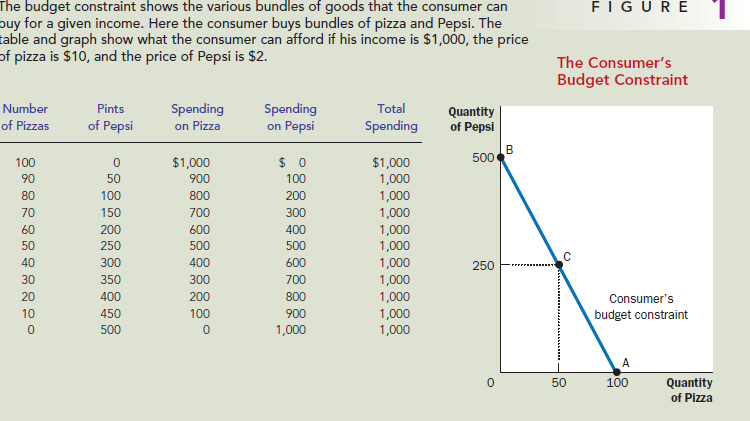 The budget constraint shows the various bundles of goods that the consumer can
buy for a given income. Here the consumer buys bundles of pizza and Pepsi. The
table and graph show what the consumer can afford if his income is $1,000, the price
of pizza is $10, and the price of Pepsi is $2.
FIGURE 1
The Consumer's
Budget Constraint
Number of Pizzas Pints of Pepsi Spending on Pizza Spending on Pepsi Total Spending
100 0 $1,000 $ 0 $1,000
90 50 900 100 1,000
80 100 800 200 1,000
70 150 700 300 1,000
60 200 600 400 1,000
50 250 500 500 1,000
40 300 400 600 1,000
30 350 300 700 1,000
20 400 200 800 1,000
10 450 100 900 1,000
0 500 0 1,000 1,000
Quantity
of Pepsi
500
B
250
C
Consumer's
budget constraint
A
0 50 100 Quantity
of Pizza